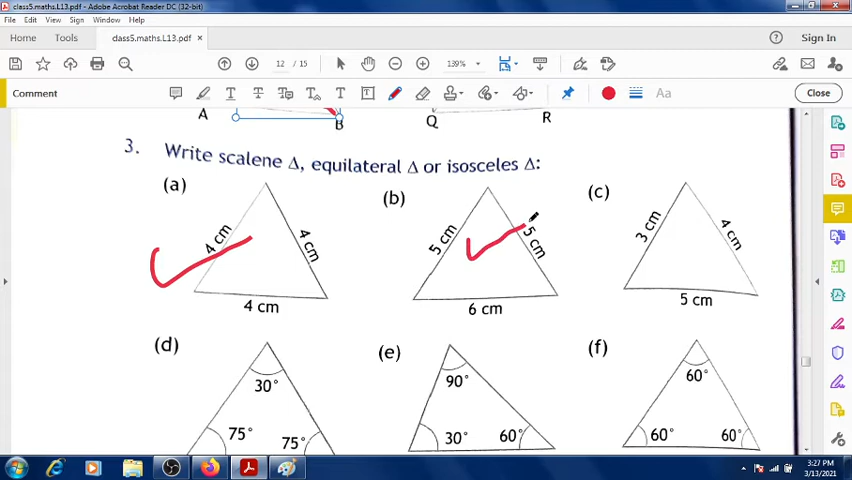 class5.maths.L13.pdf - Adobe Acrobat Reader DC (32-bit)
File Edit View Sign Window Help
Home Tools class5.maths.L13.pdf × Sign In
12 / 15 139%
Comment Aa Close
A B Q R
3. Write scalene Δ, equilateral Δ or isosceles Δ:
(a) 4 cm 4 cm 4 cm
(b) 5 cm 5 cm 6 cm
(c) 3 cm 4 cm 5 cm
(d) 30° 75° 75°
(e) 90° 30° 60°
(f) 60° 60° 60°
3:27 PM
3/13/2021